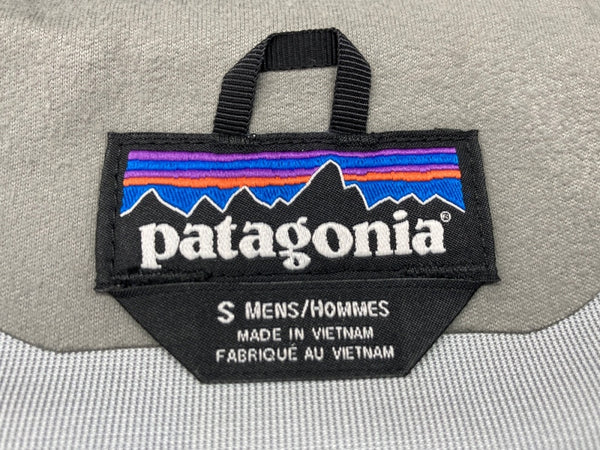 patagonia®
S MENS/HOMMES
MADE IN VIETNAM
FABRIQUÉ AU VIETNAM